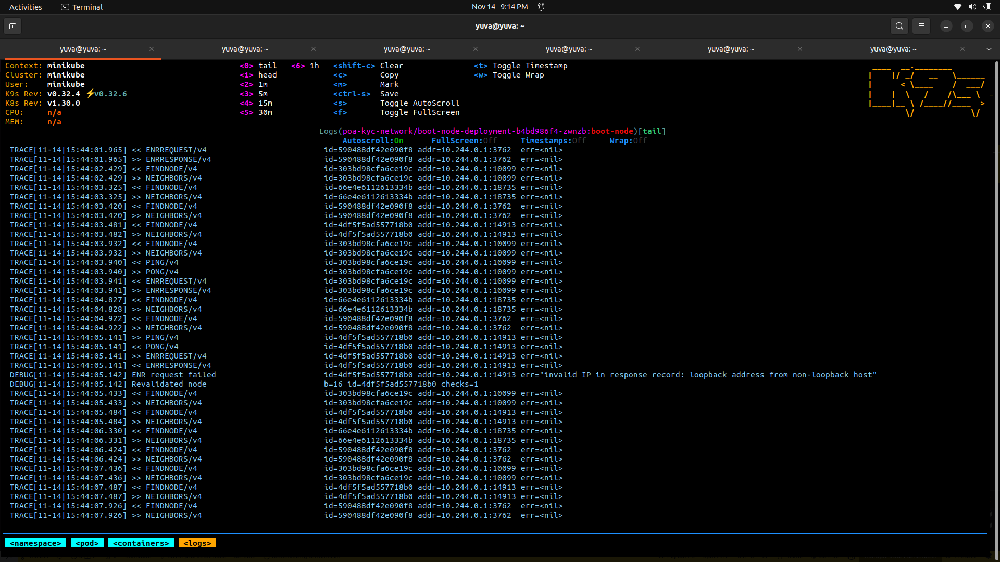 Activities Terminal Nov 14 9:14 PM
yuva@yuva: ~
yuva@yuva: ~ yuva@yuva: ~ yuva@yuva: ~ yuva@yuva: ~ yuva@yuva: ~ yuva@yuva: ~
Context: minikube <0> tail <6> 1h <shift-c> Clear <t> Toggle Timestamp
Cluster: minikube <1> head <c> Copy <w> Toggle Wrap
User: minikube <2> 1m <m> Mark
K9s Rev: v0.32.4 ⚡v0.32.6 <3> 5m <ctrl-s> Save
K8s Rev: v1.30.0 <4> 15m <s> Toggle AutoScroll
CPU: n/a <5> 30m <f> Toggle FullScreen
MEM: n/a
Logs(poa-kyc-network/boot-node-deployment-b4bd986f4-zwnzb:boot-node)[tail]
Autoscroll:On FullScreen:Off Timestamps:Off Wrap:Off
TRACE[11-14|15:44:01.965] << ENRREQUEST/v4 id=590488df42e090f8 addr=10.244.0.1:3762 err=<nil>
TRACE[11-14|15:44:01.965] >> ENRRESPONSE/v4 id=590488df42e090f8 addr=10.244.0.1:3762 err=<nil>
TRACE[11-14|15:44:02.429] << FINDNODE/v4 id=303bd98cfa6ce19c addr=10.244.0.1:10099 err=<nil>
TRACE[11-14|15:44:02.429] >> NEIGHBORS/v4 id=303bd98cfa6ce19c addr=10.244.0.1:10099 err=<nil>
TRACE[11-14|15:44:03.325] << FINDNODE/v4 id=66e4e6112613334b addr=10.244.0.1:18735 err=<nil>
TRACE[11-14|15:44:03.325] >> NEIGHBORS/v4 id=66e4e6112613334b addr=10.244.0.1:18735 err=<nil>
TRACE[11-14|15:44:03.420] << FINDNODE/v4 id=590488df42e090f8 addr=10.244.0.1:3762 err=<nil>
TRACE[11-14|15:44:03.420] >> NEIGHBORS/v4 id=590488df42e090f8 addr=10.244.0.1:3762 err=<nil>
TRACE[11-14|15:44:03.481] << FINDNODE/v4 id=4df5f5ad557718b0 addr=10.244.0.1:14913 err=<nil>
TRACE[11-14|15:44:03.482] >> NEIGHBORS/v4 id=4df5f5ad557718b0 addr=10.244.0.1:14913 err=<nil>
TRACE[11-14|15:44:03.932] << FINDNODE/v4 id=303bd98cfa6ce19c addr=10.244.0.1:10099 err=<nil>
TRACE[11-14|15:44:03.932] >> NEIGHBORS/v4 id=303bd98cfa6ce19c addr=10.244.0.1:10099 err=<nil>
TRACE[11-14|15:44:03.940] << PING/v4 id=303bd98cfa6ce19c addr=10.244.0.1:10099 err=<nil>
TRACE[11-14|15:44:03.940] >> PONG/v4 id=303bd98cfa6ce19c addr=10.244.0.1:10099 err=<nil>
TRACE[11-14|15:44:03.941] << ENRREQUEST/v4 id=303bd98cfa6ce19c addr=10.244.0.1:10099 err=<nil>
TRACE[11-14|15:44:03.941] >> ENRRESPONSE/v4 id=303bd98cfa6ce19c addr=10.244.0.1:10099 err=<nil>
TRACE[11-14|15:44:04.827] << FINDNODE/v4 id=66e4e6112613334b addr=10.244.0.1:18735 err=<nil>
TRACE[11-14|15:44:04.828] >> NEIGHBORS/v4 id=66e4e6112613334b addr=10.244.0.1:18735 err=<nil>
TRACE[11-14|15:44:04.922] << FINDNODE/v4 id=590488df42e090f8 addr=10.244.0.1:3762 err=<nil>
TRACE[11-14|15:44:04.922] >> NEIGHBORS/v4 id=590488df42e090f8 addr=10.244.0.1:3762 err=<nil>
TRACE[11-14|15:44:05.141] >> PING/v4 id=4df5f5ad557718b0 addr=10.244.0.1:14913 err=<nil>
TRACE[11-14|15:44:05.141] << PONG/v4 id=4df5f5ad557718b0 addr=10.244.0.1:14913 err=<nil>
TRACE[11-14|15:44:05.141] >> ENRREQUEST/v4 id=4df5f5ad557718b0 addr=10.244.0.1:14913 err=<nil>
TRACE[11-14|15:44:05.141] << ENRRESPONSE/v4 id=4df5f5ad557718b0 addr=10.244.0.1:14913 err=<nil>
DEBUG[11-14|15:44:05.142] ENR request failed id=4df5f5ad557718b0 addr=10.244.0.1:14913 err="invalid IP in response record: loopback address from non-loopback host"
DEBUG[11-14|15:44:05.142] Revalidated node b=16 id=4df5f5ad557718b0 checks=1
TRACE[11-14|15:44:05.433] << FINDNODE/v4 id=303bd98cfa6ce19c addr=10.244.0.1:10099 err=<nil>
TRACE[11-14|15:44:05.433] >> NEIGHBORS/v4 id=303bd98cfa6ce19c addr=10.244.0.1:10099 err=<nil>
TRACE[11-14|15:44:05.484] << FINDNODE/v4 id=4df5f5ad557718b0 addr=10.244.0.1:14913 err=<nil>
TRACE[11-14|15:44:05.484] >> NEIGHBORS/v4 id=4df5f5ad557718b0 addr=10.244.0.1:14913 err=<nil>
TRACE[11-14|15:44:06.330] << FINDNODE/v4 id=66e4e6112613334b addr=10.244.0.1:18735 err=<nil>
TRACE[11-14|15:44:06.331] >> NEIGHBORS/v4 id=66e4e6112613334b addr=10.244.0.1:18735 err=<nil>
TRACE[11-14|15:44:06.424] << FINDNODE/v4 id=590488df42e090f8 addr=10.244.0.1:3762 err=<nil>
TRACE[11-14|15:44:06.424] >> NEIGHBORS/v4 id=590488df42e090f8 addr=10.244.0.1:3762 err=<nil>
TRACE[11-14|15:44:07.436] << FINDNODE/v4 id=303bd98cfa6ce19c addr=10.244.0.1:10099 err=<nil>
TRACE[11-14|15:44:07.436] >> NEIGHBORS/v4 id=303bd98cfa6ce19c addr=10.244.0.1:10099 err=<nil>
TRACE[11-14|15:44:07.487] << FINDNODE/v4 id=4df5f5ad557718b0 addr=10.244.0.1:14913 err=<nil>
TRACE[11-14|15:44:07.487] >> NEIGHBORS/v4 id=4df5f5ad557718b0 addr=10.244.0.1:14913 err=<nil>
TRACE[11-14|15:44:07.926] << FINDNODE/v4 id=590488df42e090f8 addr=10.244.0.1:3762 err=<nil>
TRACE[11-14|15:44:07.926] >> NEIGHBORS/v4 id=590488df42e090f8 addr=10.244.0.1:3762 err=<nil>
<namespace> <pod> <containers> <logs>